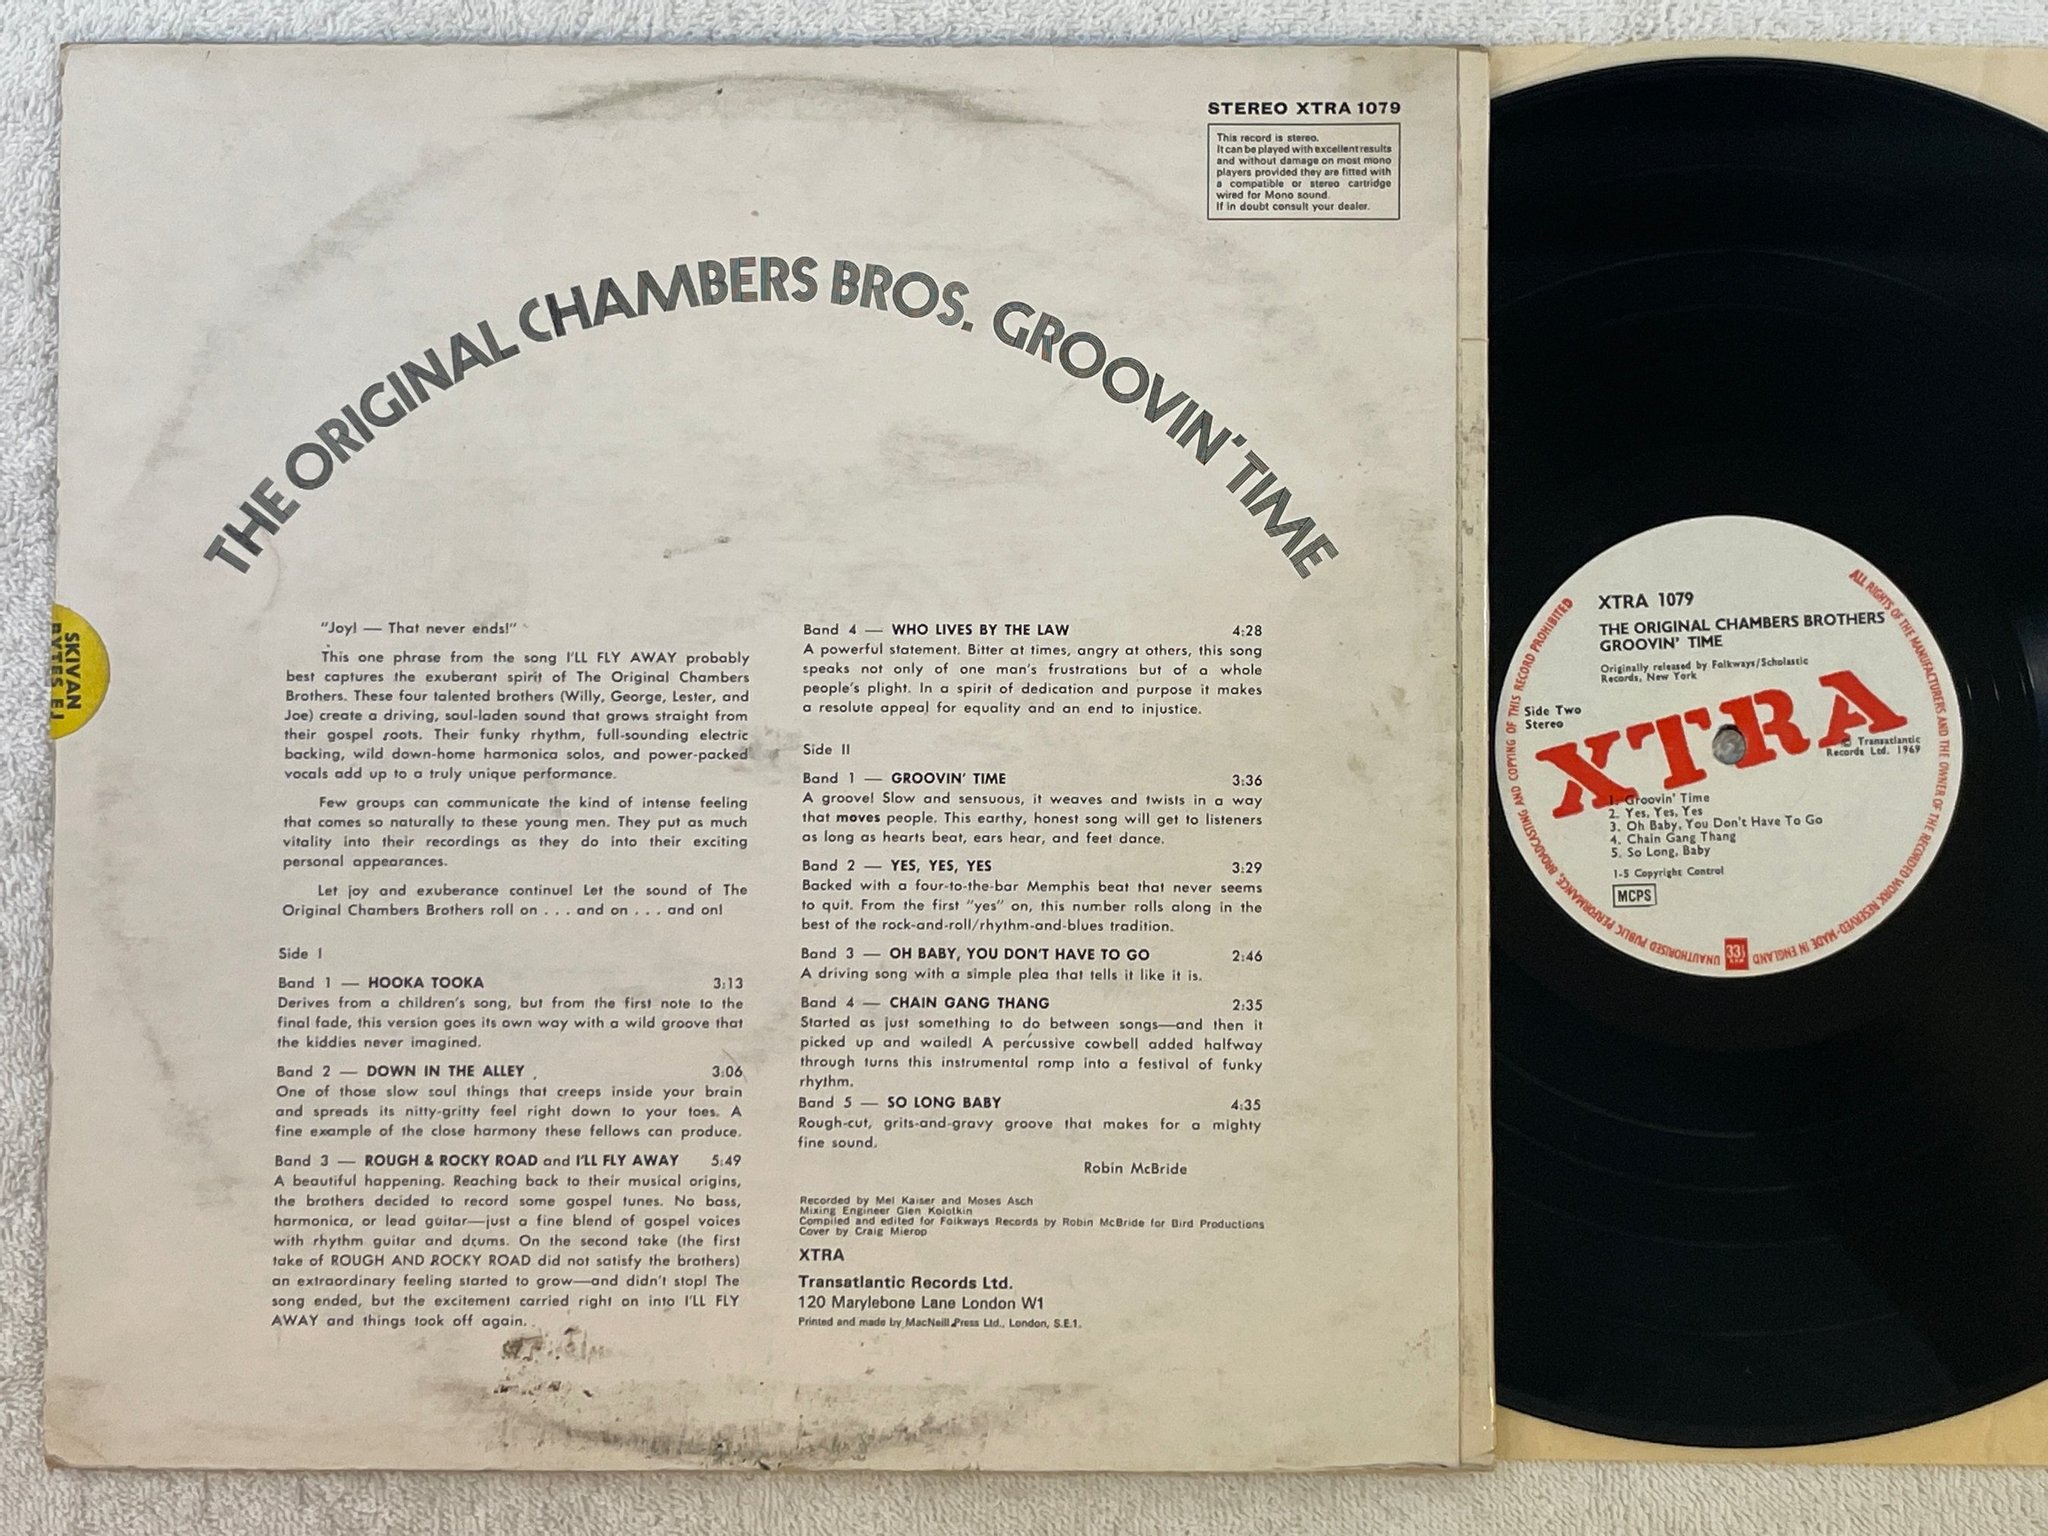 STEREO XTRA 1079
This record is stereo.
It can be played with excellent results
and without damage on most mono
players provided they are fitted with
a compatible or stereo cartridge
wired for Mono sound.
If in doubt consult your dealer.
THE ORIGINAL CHAMBERS BROS. GROOVIN' TIME
SKIVAN
BYTES EJ
"Joy! — That never ends!"
This one phrase from the song I'LL FLY AWAY probably
best captures the exuberant spirit of The Original Chambers
Brothers. These four talented brothers (Willy, George, Lester, and
Joe) create a driving, soul-laden sound that grows straight from
their gospel roots. Their funky rhythm, full-sounding electric
backing, wild down-home harmonica solos, and power-packed
vocals add up to a truly unique performance.
Few groups can communicate the kind of intense feeling
that comes so naturally to these young men. They put as much
vitality into their recordings as they do into their exciting
personal appearances.
Let joy and exuberance continue! Let the sound of The
Original Chambers Brothers roll on . . . and on . . . and on!
Side I
Band 1 — HOOKA TOOKA 3:13
Derives from a children's song, but from the first note to the
final fade, this version goes its own way with a wild groove that
the kiddies never imagined.
Band 2 — DOWN IN THE ALLEY 3:06
One of those slow soul things that creeps inside your brain
and spreads its nitty-gritty feel right down to your toes. A
fine example of the close harmony these fellows can produce.
Band 3 — ROUGH & ROCKY ROAD and I'LL FLY AWAY 5:49
A beautiful happening. Reaching back to their musical origins,
the brothers decided to record some gospel tunes. No bass,
harmonica, or lead guitar—just a fine blend of gospel voices
with rhythm guitar and drums. On the second take (the first
take of ROUGH AND ROCKY ROAD did not satisfy the brothers)
an extraordinary feeling started to grow—and didn't stop! The
song ended, but the excitement carried right on into I'LL FLY
AWAY and things took off again.
Band 4 — WHO LIVES BY THE LAW 4:28
A powerful statement. Bitter at times, angry at others, this song
speaks not only of one man's frustrations but of a whole
people's plight. In a spirit of dedication and purpose it makes
a resolute appeal for equality and an end to injustice.
Side II
Band 1 — GROOVIN' TIME 3:36
A groove! Slow and sensuous, it weaves and twists in a way
that moves people. This earthy, honest song will get to listeners
as long as hearts beat, ears hear, and feet dance.
Band 2 — YES, YES, YES 3:29
Backed with a four-to-the-bar Memphis beat that never seems
to quit. From the first "yes" on, this number rolls along in the
best of the rock-and-roll/rhythm-and-blues tradition.
Band 3 — OH BABY, YOU DON'T HAVE TO GO 2:46
A driving song with a simple plea that tells it like it is.
Band 4 — CHAIN GANG THANG 2:35
Started as just something to do between songs—and then it
picked up and wailed! A percussive cowbell added halfway
through turns this instrumental romp into a festival of funky
rhythm.
Band 5 — SO LONG BABY 4:35
Rough-cut, grits-and-gravy groove that makes for a mighty
fine sound.
Robin McBride
Recorded by Mel Kaiser and Moses Asch
Mixing Engineer Glen Kolotkin
Compiled and edited for Folkways Records by Robin McBride for Bird Productions
Cover by Craig Mierop
XTRA
Transatlantic Records Ltd.
120 Marylebone Lane London W1
Printed and made by MacNeill Press Ltd., London, S.E.1.
XTRA 1079
THE ORIGINAL CHAMBERS BROTHERS
GROOVIN' TIME
Originally released by Folkways/Scholastic
Records, New York
Side Two
Stereo
XTRA
℗ Transatlantic
Records Ltd. 1969
1. Groovin' Time
2. Yes, Yes, Yes
3. Oh Baby, You Don't Have To Go
4. Chain Gang Thang
5. So Long, Baby
1-5 Copyright Control
MCPS
33⅓
RPM
ALL RIGHTS OF THE MANUFACTURERS AND THE OWNER OF THE RECORDED WORK RESERVED-MADE IN ENGLAND
UNAUTHORISED PUBLIC PERFORMANCE, BROADCASTING AND COPYING OF THIS RECORD PROHIBITED